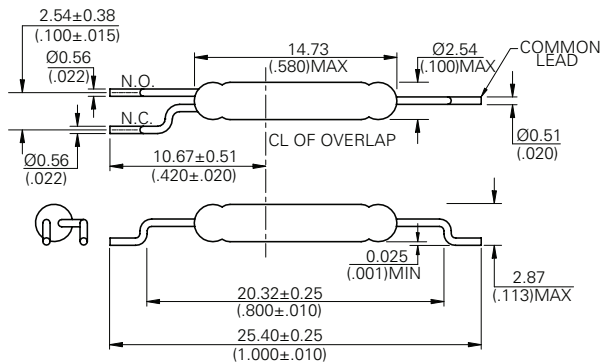 2.54±0.38
(.100±.015)
14.73
(.580)MAX
Ø2.54
(.100)MAX
COMMON
LEAD
Ø0.56
(.022)
N.O.
N.C.
CL OF OVERLAP
Ø0.51
(.020)
Ø0.56
(.022)
10.67±0.51
(.420±.020)
0.025
(.001)MIN
2.87
(.113)MAX
20.32±0.25
(.800±.010)
25.40±0.25
(1.000±.010)